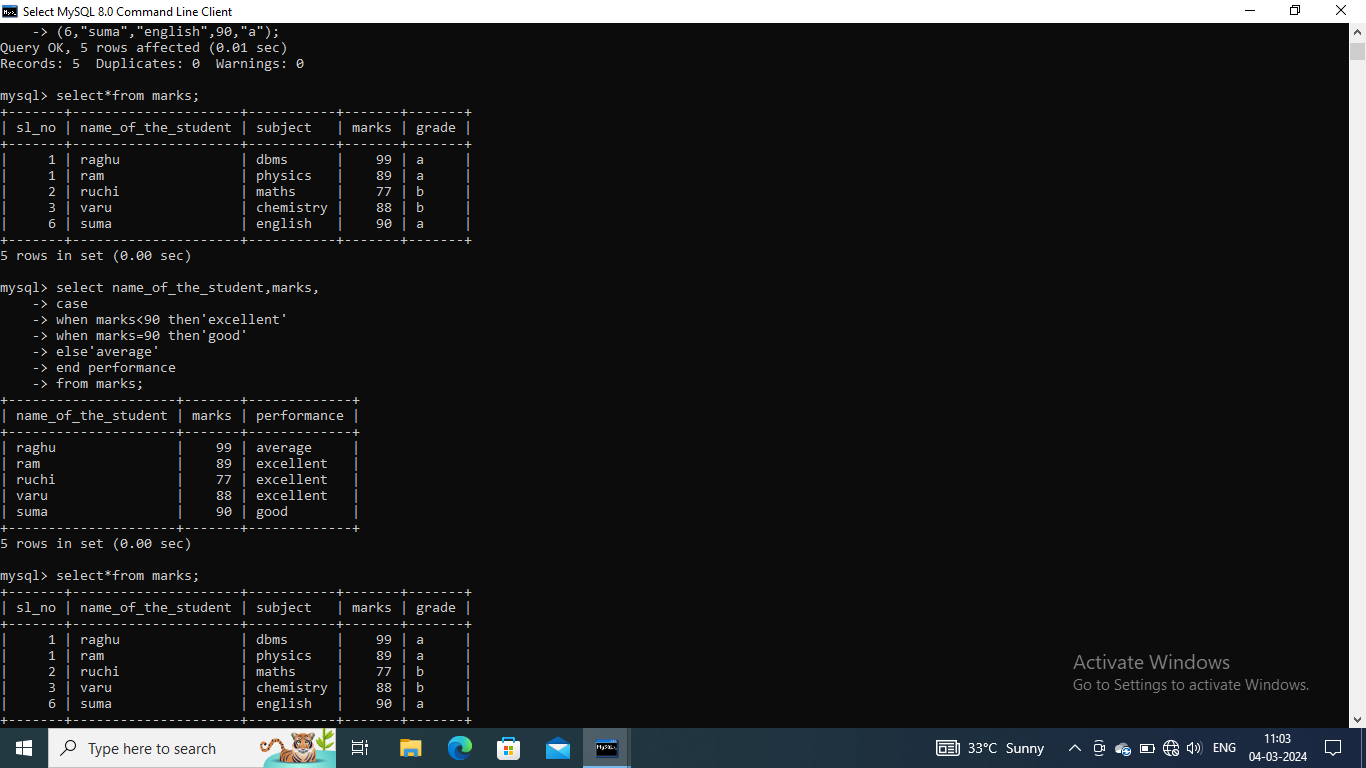 Select MySQL 8.0 Command Line Client
    -> (6,"suma","english",90,"a");
Query OK, 5 rows affected (0.01 sec)
Records: 5  Duplicates: 0  Warnings: 0
mysql> select*from marks;
+-------+---------------------+-----------+-------+-------+
| sl_no | name_of_the_student | subject   | marks | grade |
+-------+---------------------+-----------+-------+-------+
|     1 | raghu               | dbms      |    99 | a     |
|     1 | ram                 | physics   |    89 | a     |
|     2 | ruchi               | maths     |    77 | b     |
|     3 | varu                | chemistry |    88 | b     |
|     6 | suma                | english   |    90 | a     |
+-------+---------------------+-----------+-------+-------+
5 rows in set (0.00 sec)
mysql> select name_of_the_student,marks,
    -> case
    -> when marks<90 then'excellent'
    -> when marks=90 then'good'
    -> else'average'
    -> end performance
    -> from marks;
+---------------------+-------+-------------+
| name_of_the_student | marks | performance |
+---------------------+-------+-------------+
| raghu               |    99 | average     |
| ram                 |    89 | excellent   |
| ruchi               |    77 | excellent   |
| varu                |    88 | excellent   |
| suma                |    90 | good        |
+---------------------+-------+-------------+
5 rows in set (0.00 sec)
mysql> select*from marks;
+-------+---------------------+-----------+-------+-------+
| sl_no | name_of_the_student | subject   | marks | grade |
+-------+---------------------+-----------+-------+-------+
|     1 | raghu               | dbms      |    99 | a     |
|     1 | ram                 | physics   |    89 | a     |
|     2 | ruchi               | maths     |    77 | b     |
|     3 | varu                | chemistry |    88 | b     |
|     6 | suma                | english   |    90 | a     |
+-------+---------------------+-----------+-------+-------+
Activate Windows
Go to Settings to activate Windows.
Type here to search
33°C Sunny
ENG
11:03
04-03-2024